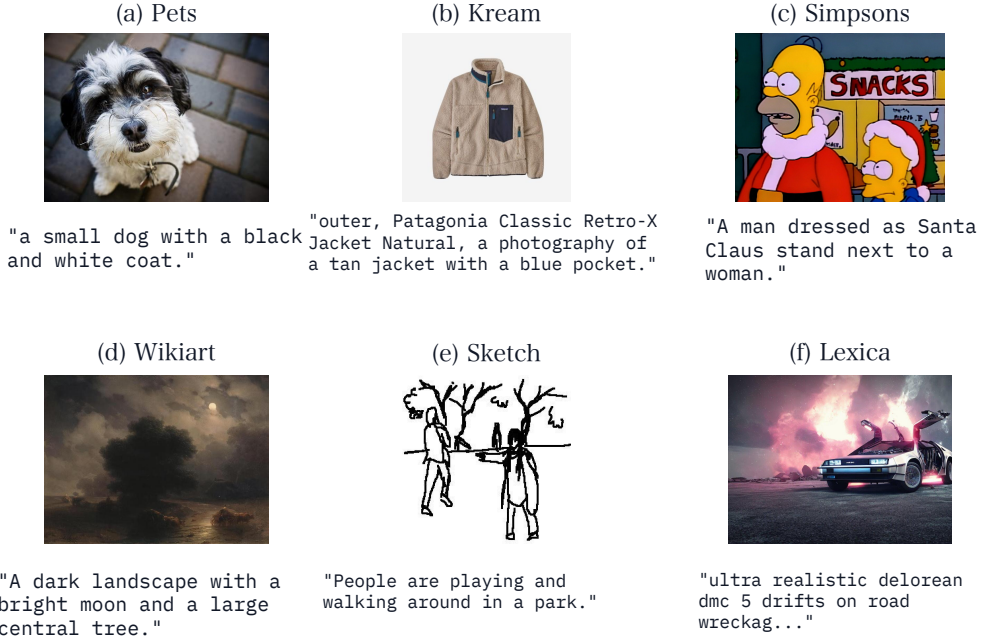 (a) Pets
(b) Kream
(c) Simpsons
SNACKS
"a small dog with a black
and white coat."
"outer, Patagonia Classic Retro-X
Jacket Natural, a photography of
a tan jacket with a blue pocket."
"A man dressed as Santa
Claus stand next to a
woman."
(d) Wikiart
(e) Sketch
(f) Lexica
"A dark landscape with a
bright moon and a large
central tree."
"People are playing and
walking around in a park."
"ultra realistic delorean
dmc 5 drifts on road
wreckag..."